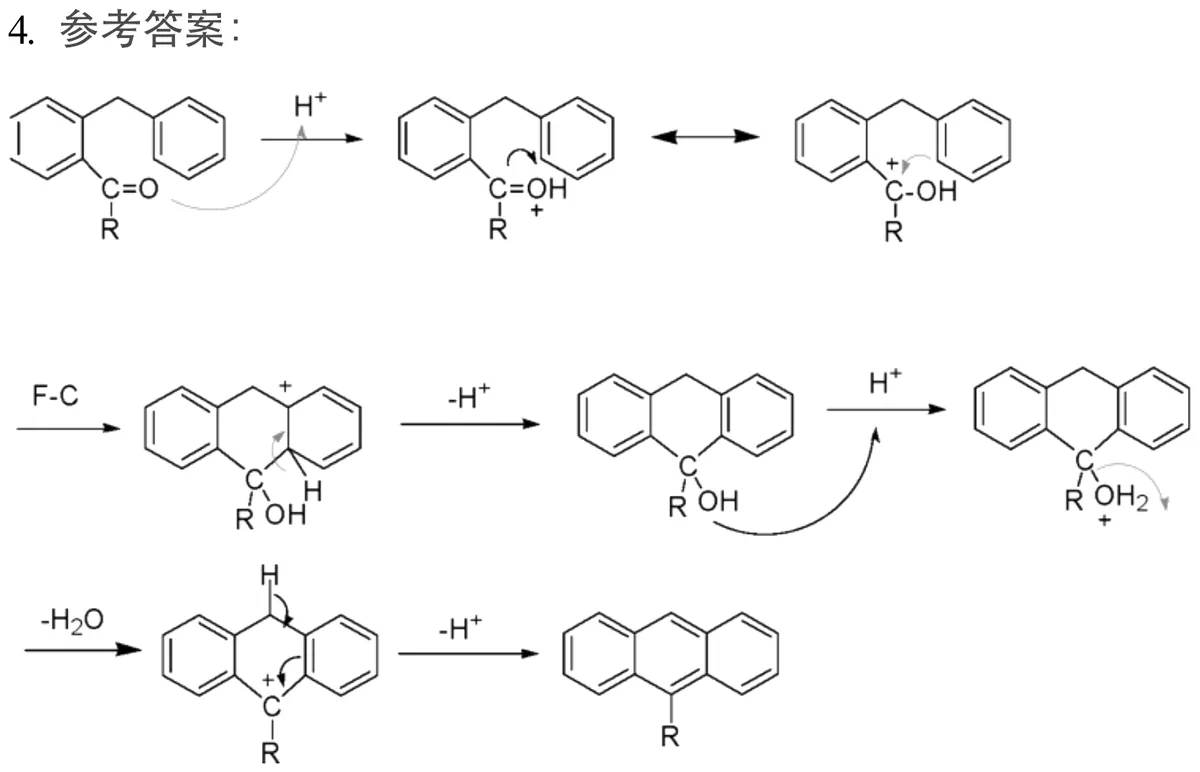 4. 参考答案:
H+
C=O
R
C=OH
+
R
+
C-OH
R
F-C
+
C
H
R OH
-H+
C
R OH
H+
C
R OH2
+
-H2O
H
+
C
R
-H+
R